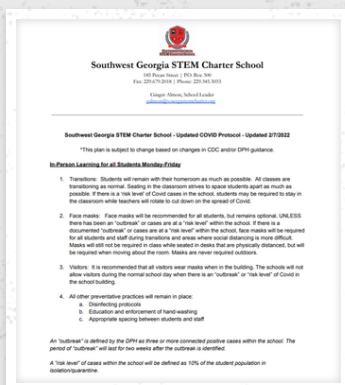 Southwest Georgia STEM Charter School
185 Pecan Street | P.O. Box 300
Fax: 229.679.2018 | Phone: 229.345.3033
Ginger Almon, School Leader
Southwest Georgia STEM Charter School - Updated COVID Protocol - Updated 2/7/2022
*This plan is subject to change based on changes in CDC and/or DPH guidance.
In-Person Learning for all Students Monday-Friday
1. Transitions: Students will remain with their homeroom as much as possible. All classes are
transitioning as normal. Seating in the classroom strives to space students apart as much as
possible. If there is a 'risk level' of Covid cases in the school, students may be required to stay in
the classroom while teachers will rotate to cut down on the spread of Covid.
2. Face masks: Face masks will be recommended for all students, but remains optional, UNLESS
there has been an "outbreak" or cases are at a "risk level" within the school. If there is a
documented "outbreak" or cases are at a "risk level" within the school, face masks will be required
for all students and staff during transitions and areas where social distancing is more difficult.
Masks will still not be required in class while seated in desks that are physically distanced, but will
be required when moving about the room. Masks are never required outdoors.
3. Visitors: It is recommended that all visitors wear masks when in the building. The schools will not
allow visitors during the normal school day when there is an "outbreak" or "risk level" of Covid in
the school building.
4. All other preventative practices will remain in place:
a. Disinfecting protocols
b. Education and enforcement of hand-washing
c. Appropriate spacing between students and staff
An "outbreak" is defined by the DPH as three or more connected positive cases within the school. The
period of "outbreak" will last for two weeks after the outbreak is identified.
A "risk level" of cases within the school will be defined as 10% of the student population in
isolation/quarantine.